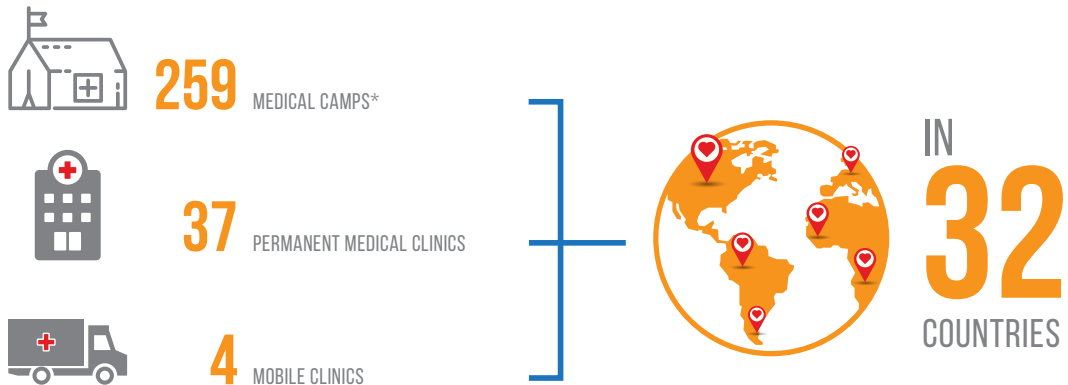 259 MEDICAL CAMPS*
37 PERMANENT MEDICAL CLINICS
4 MOBILE CLINICS
IN
32
COUNTRIES